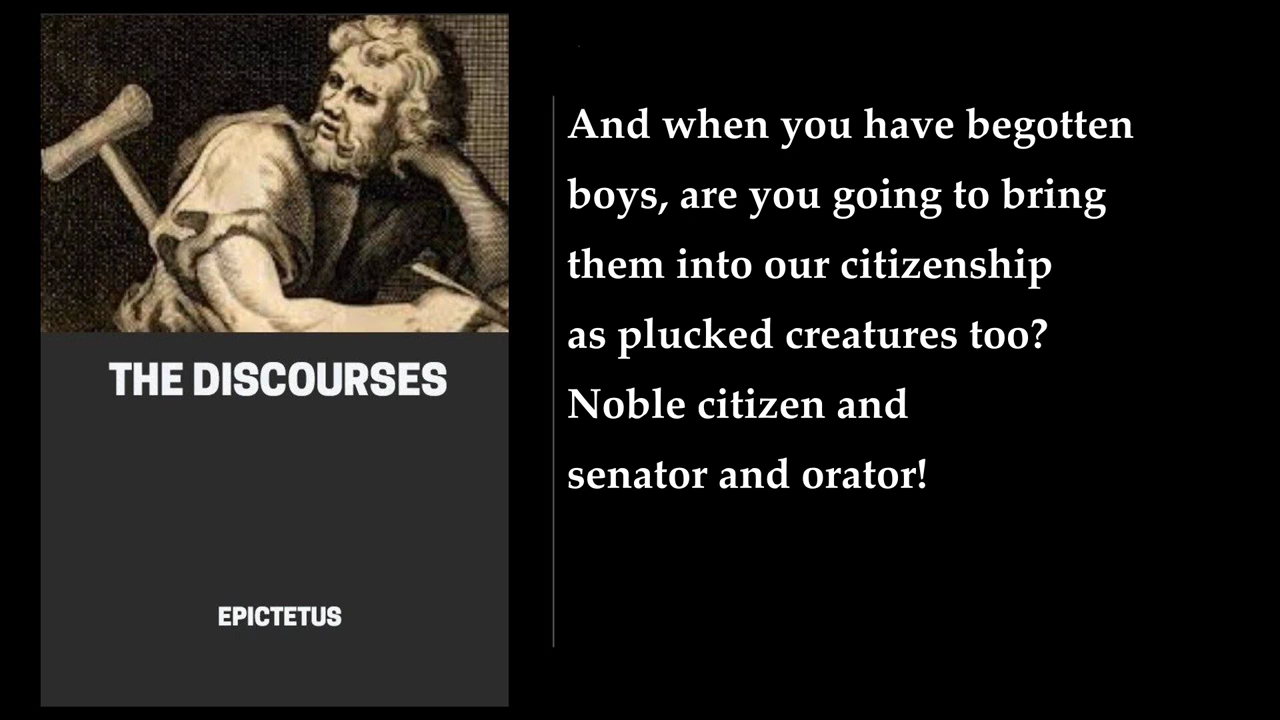 THE DISCOURSES
EPICTETUS
And when you have begotten
boys, are you going to bring
them into our citizenship
as plucked creatures too?
Noble citizen and
senator and orator!